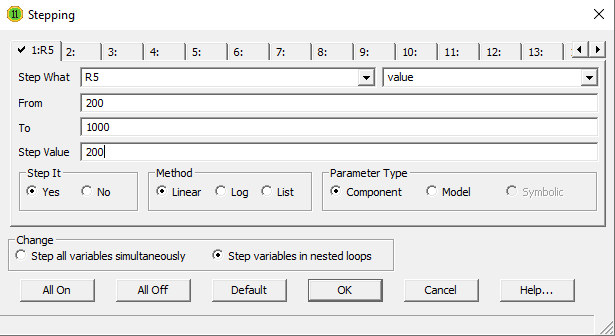 11 Stepping
1:R5 2: 3: 4: 5: 6: 7: 8: 9: 10: 11: 12: 13:
Step What R5 value
From 200
To 1000
Step Value 200
Step It Method Parameter Type
Yes No Linear Log List Component Model Symbolic
Change
Step all variables simultaneously Step variables in nested loops
All On All Off Default OK Cancel Help...